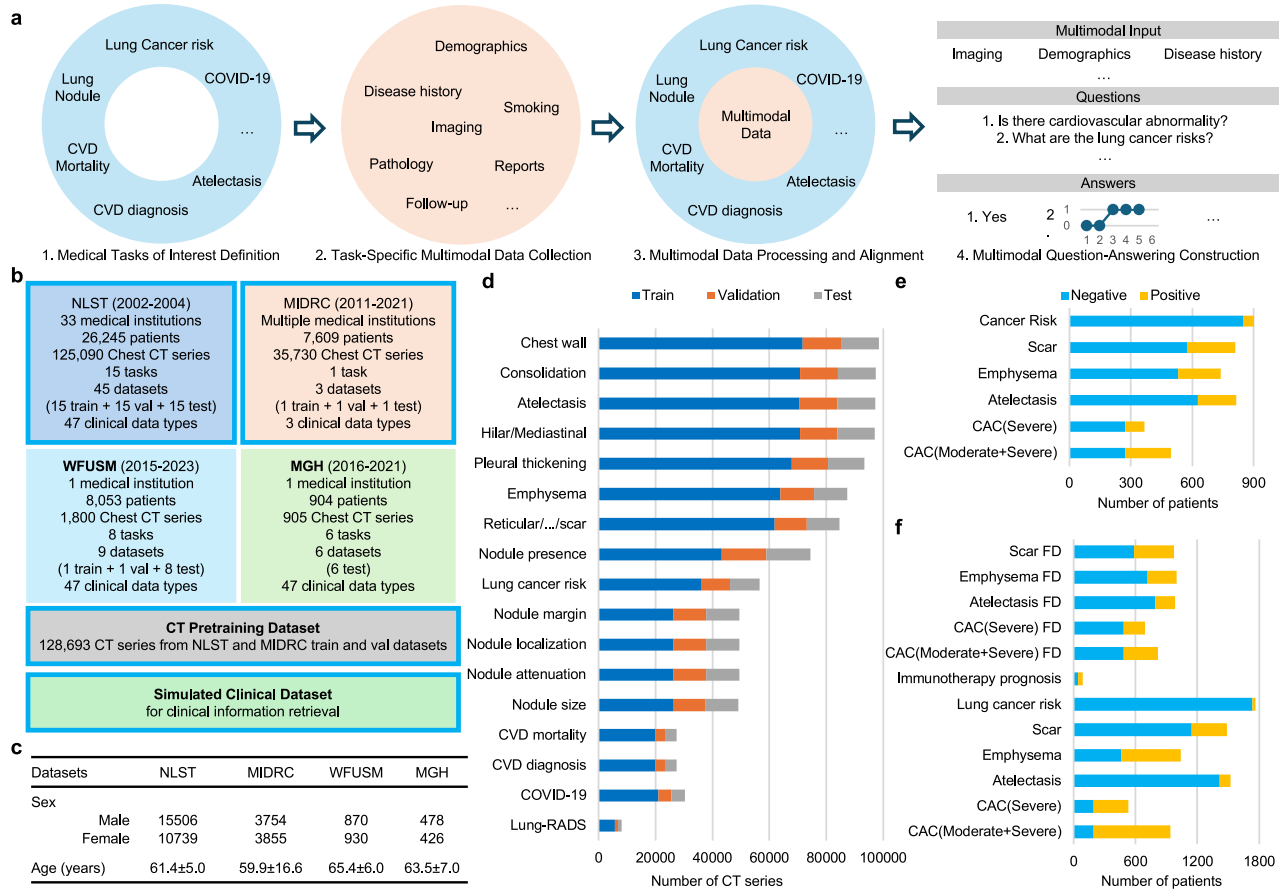 a
Lung Cancer risk
COVID-19
Lung
Nodule
...
CVD
Mortality
Atelectasis
CVD diagnosis
1. Medical Tasks of Interest Definition
Demographics
Disease history
Smoking
Imaging
Pathology
Reports
Follow-up
...
2. Task-Specific Multimodal Data Collection
Lung Cancer risk
Lung
Nodule
COVID-19
Multimodal
Data
...
CVD
Mortality
Atelectasis
CVD diagnosis
3. Multimodal Data Processing and Alignment
Multimodal Input
Imaging Demographics Disease history
...
Questions
1. Is there cardiovascular abnormality?
2. What are the lung cancer risks?
...
Answers
1. Yes
2
.
1
0
1 2 3 4 5 6
...
4. Multimodal Question-Answering Construction
b
NLST (2002-2004)
33 medical institutions
26,245 patients
125,090 Chest CT series
15 tasks
45 datasets
(15 train + 15 val + 15 test)
47 clinical data types
MIDRC (2011-2021)
Multiple medical institutions
7,609 patients
35,730 Chest CT series
1 task
3 datasets
(1 train + 1 val + 1 test)
3 clinical data types
WFUSM (2015-2023)
1 medical institution
8,053 patients
1,800 Chest CT series
8 tasks
9 datasets
(1 train + 1 val + 8 test)
47 clinical data types
MGH (2016-2021)
1 medical institution
904 patients
905 Chest CT series
6 tasks
6 datasets
(6 test)
47 clinical data types
CT Pretraining Dataset
128,693 CT series from NLST and MIDRC train and val datasets
Simulated Clinical Dataset
for clinical information retrieval
c
Datasets NLST MIDRC WFUSM MGH
Sex
Male 15506 3754 870 478
Female 10739 3855 930 426
Age (years) 61.4±5.0 59.9±16.6 65.4±6.0 63.5±7.0
d
Train Validation Test
Chest wall
Consolidation
Atelectasis
Hilar/Mediastinal
Pleural thickening
Emphysema
Reticular/.../scar
Nodule presence
Lung cancer risk
Nodule margin
Nodule localization
Nodule attenuation
Nodule size
CVD mortality
CVD diagnosis
COVID-19
Lung-RADS
0 20000 40000 60000 80000 100000
Number of CT series
e
Negative Positive
Cancer Risk
Scar
Emphysema
Atelectasis
CAC(Severe)
CAC(Moderate+Severe)
0 300 600 900
Number of patients
f
Scar FD
Emphysema FD
Atelectasis FD
CAC(Severe) FD
CAC(Moderate+Severe) FD
Immunotherapy prognosis
Lung cancer risk
Scar
Emphysema
Atelectasis
CAC(Severe)
CAC(Moderate+Severe)
0 600 1200 1800
Number of patients